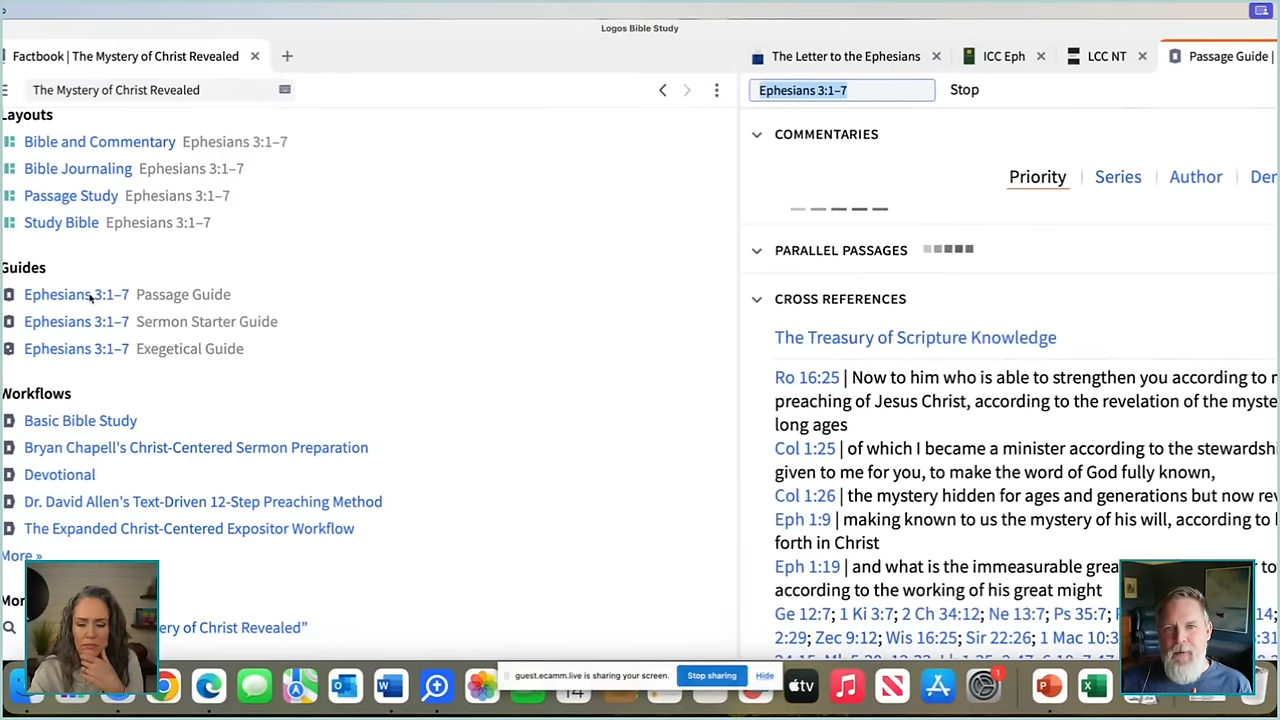 Logos Bible Study
Factbook | The Mystery of Christ Revealed
The Letter to the Ephesians
ICC Eph
LCC NT
Passage Guide |
The Mystery of Christ Revealed
Ephesians 3:1–7
Stop
Layouts
Bible and Commentary Ephesians 3:1–7
Bible Journaling Ephesians 3:1–7
Passage Study Ephesians 3:1–7
Study Bible Ephesians 3:1–7
Guides
Ephesians 3:1–7 Passage Guide
Ephesians 3:1–7 Sermon Starter Guide
Ephesians 3:1–7 Exegetical Guide
Workflows
Basic Bible Study
Bryan Chapell's Christ-Centered Sermon Preparation
Devotional
Dr. David Allen's Text-Driven 12-Step Preaching Method
The Expanded Christ-Centered Expositor Workflow
More »
Mor
ery of Christ Revealed”
COMMENTARIES
Priority | Series | Author | Der
PARALLEL PASSAGES
CROSS REFERENCES
The Treasury of Scripture Knowledge
Ro 16:25 | Now to him who is able to strengthen you according to
preaching of Jesus Christ, according to the revelation of the myste
long ages
Col 1:25 | of which I became a minister according to the stewardshi
given to me for you, to make the word of God fully known,
Col 1:26 | the mystery hidden for ages and generations but now rev
Eph 1:9 | making known to us the mystery of his will, according to
forth in Christ
Eph 1:19 | and what is the immeasurable grea
according to the working of his great might
Ge 12:7; 1 Ki 3:7; 2 Ch 34:12; Ne 13:7; Ps 35:7;
2:29; Zec 9:12; Wis 16:25; Sir 22:26; 1 Mac 10:3
guest.ecamm.live is sharing your screen.
Stop sharing
Hide
14
tv
1